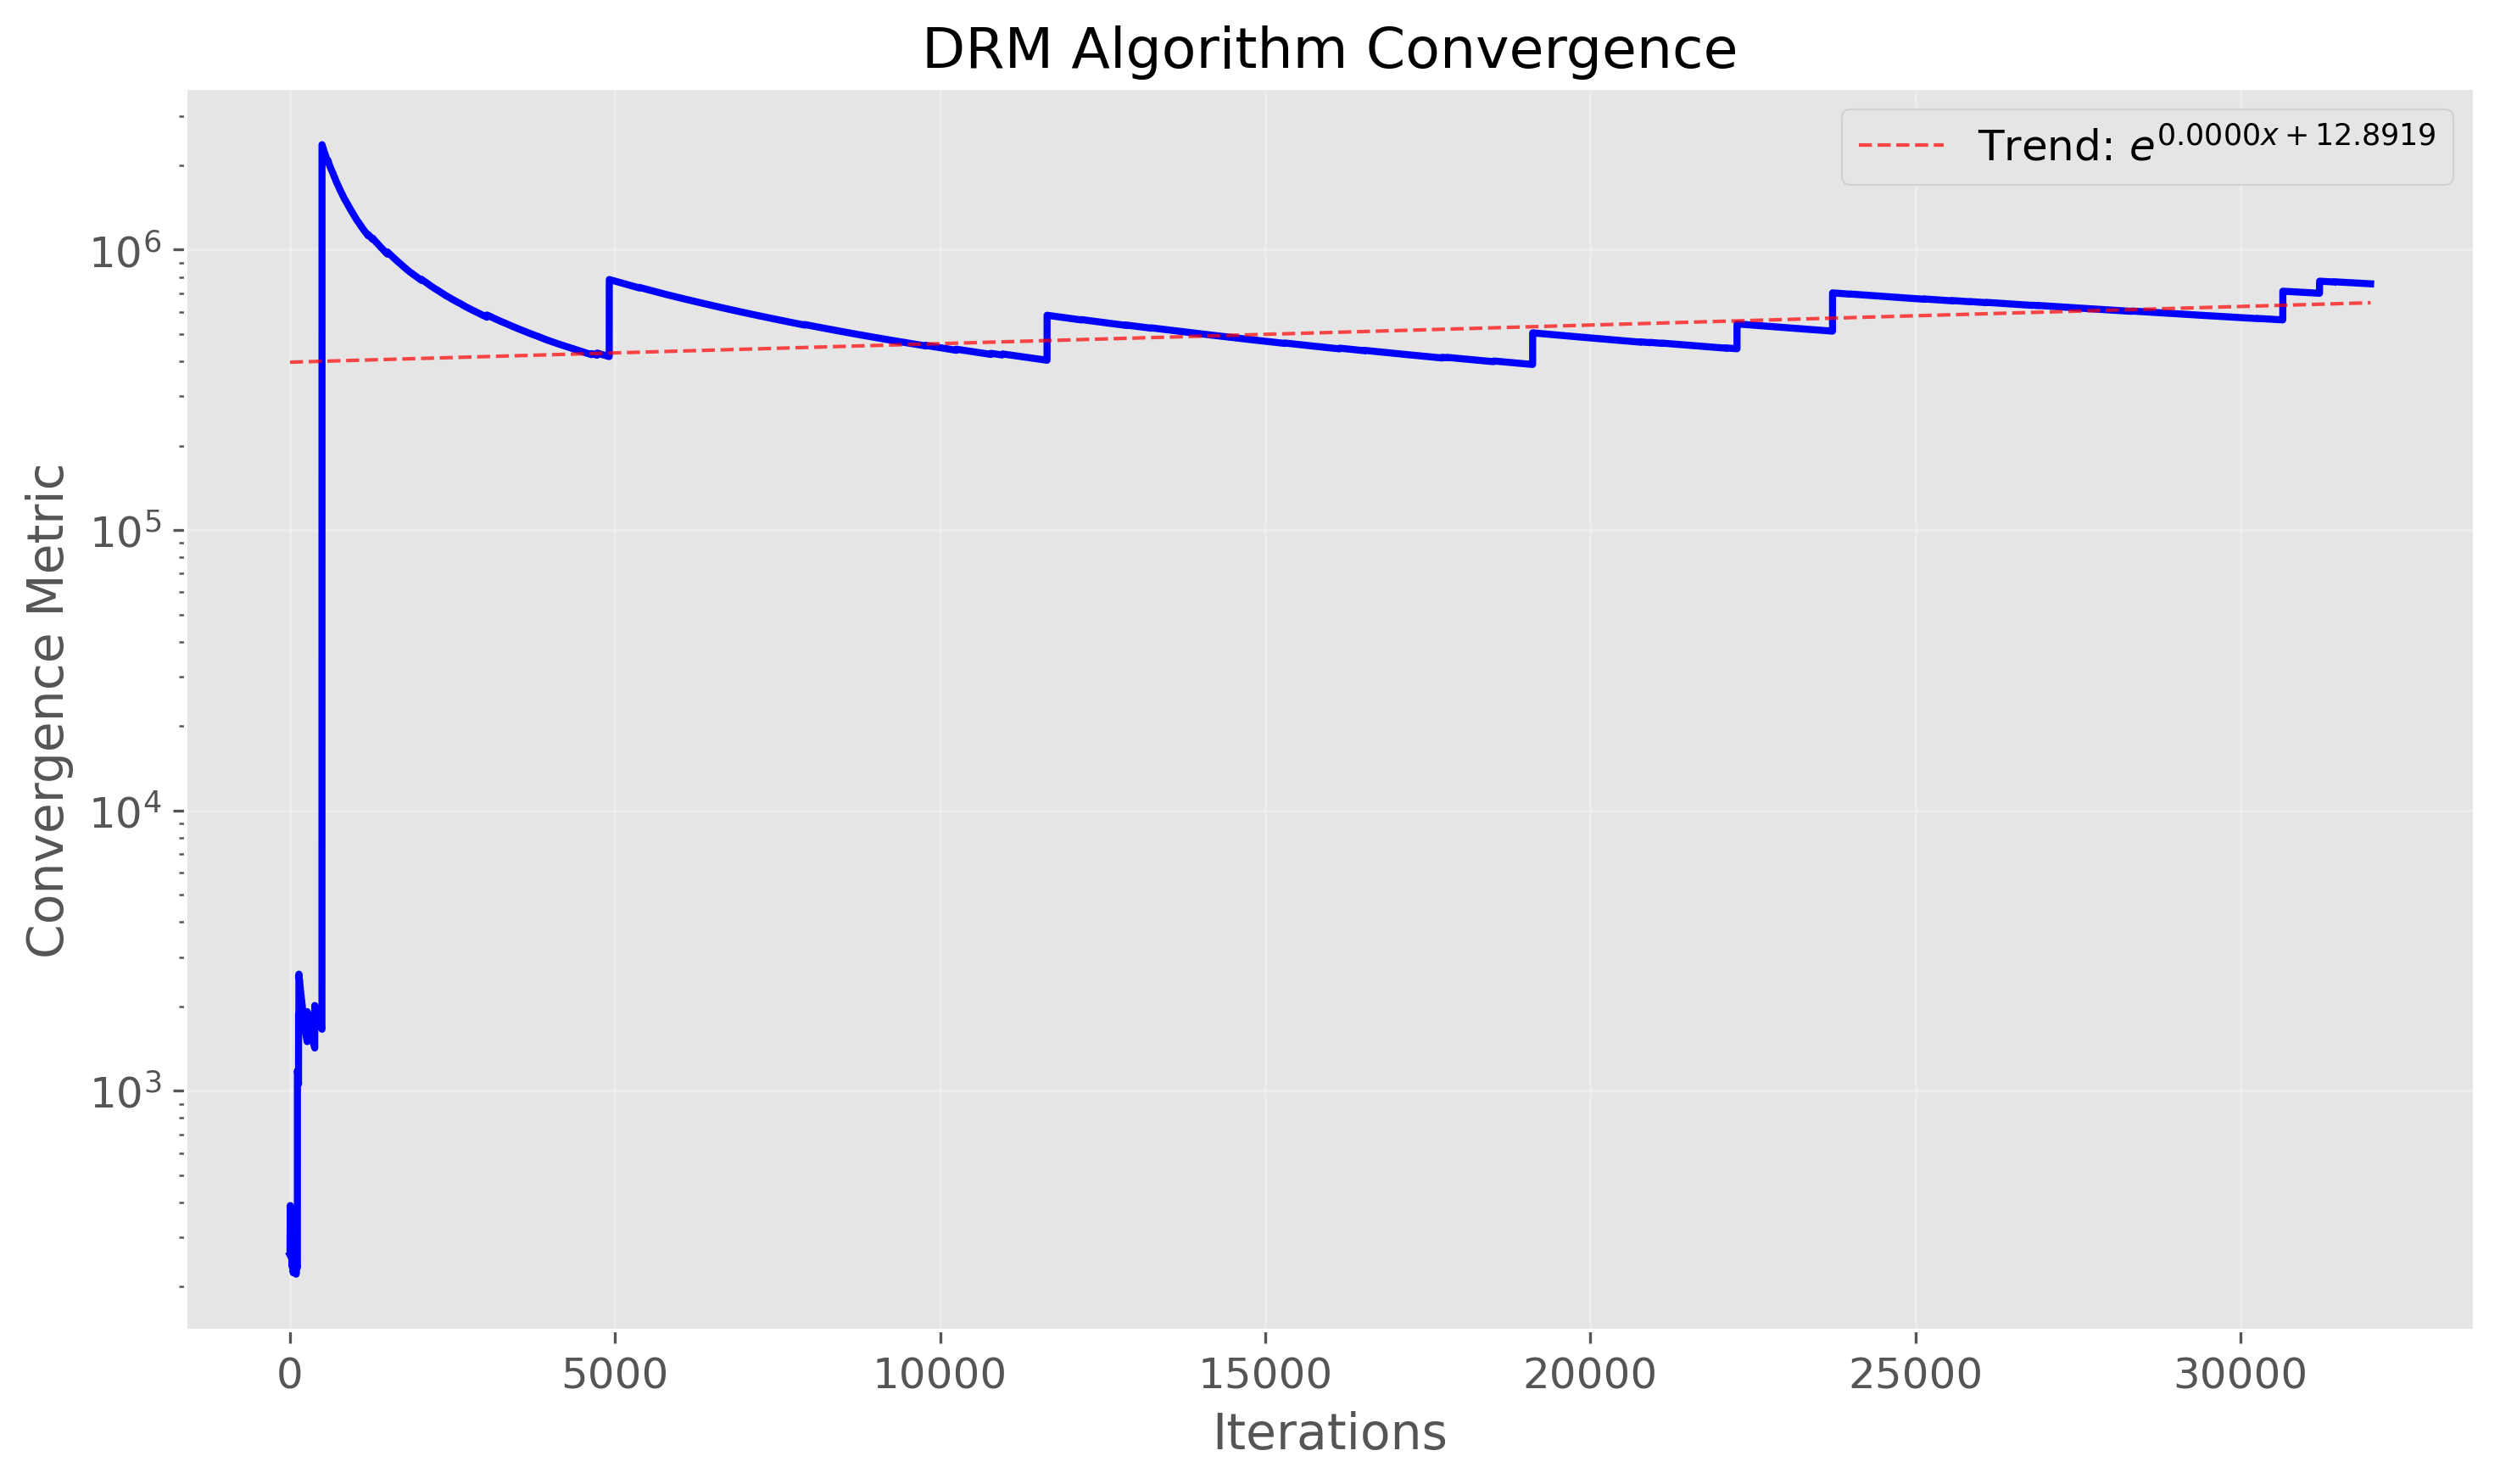 DRM Algorithm Convergence
Trend: e^{0.0000x + 12.8919}
Convergence Metric
10^6
10^5
10^4
10^3
0 5000 10000 15000 20000 25000 30000
Iterations